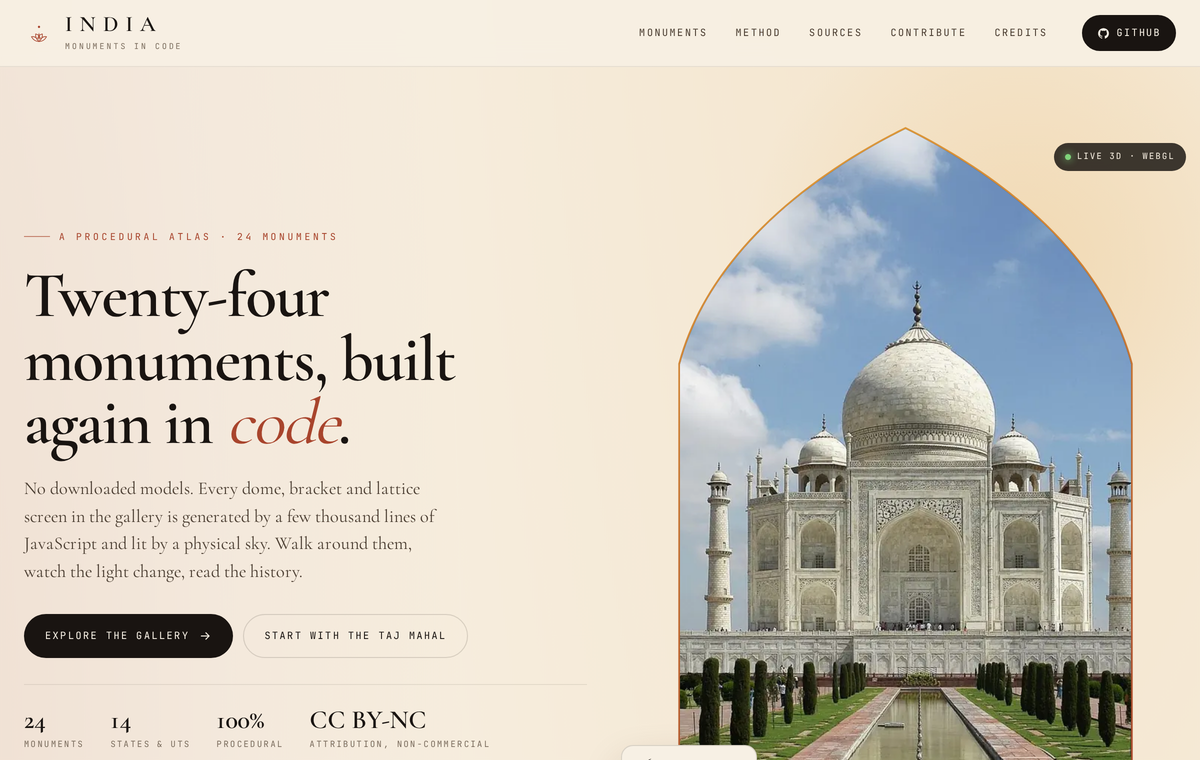 INDIA
MONUMENTS IN CODE
MONUMENTS
METHOD
SOURCES
CONTRIBUTE
CREDITS
GITHUB
LIVE 3D · WEBGL
A PROCEDURAL ATLAS · 24 MONUMENTS
Twenty-four
monuments, built
again in code.
No downloaded models. Every dome, bracket and lattice
screen in the gallery is generated by a few thousand lines of
JavaScript and lit by a physical sky. Walk around them,
watch the light change, read the history.
EXPLORE THE GALLERY →
START WITH THE TAJ MAHAL
24
MONUMENTS
14
STATES & UTS
100%
PROCEDURAL
CC BY-NC
ATTRIBUTION, NON-COMMERCIAL